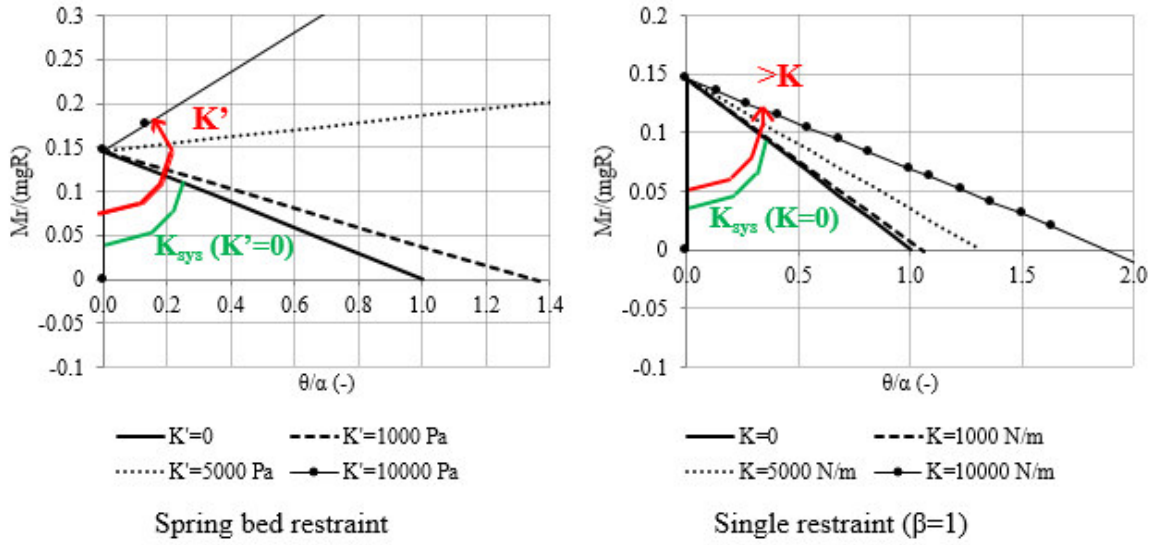 0.3
0.25
0.2
0.15
0.1
0.05
0
-0.05
-0.1
Mr/(mgR)
K'
K_sys (K'=0)
0.0 0.2 0.4 0.6 0.8 1.0 1.2 1.4
θ/α (-)
K'=0 K'=1000 Pa
K'=5000 Pa K'=10000 Pa
Spring bed restraint
0.2
0.15
0.1
0.05
0
-0.05
-0.1
Mr/(mgR)
>K
K_sys (K=0)
0.0 0.5 1.0 1.5 2.0
θ/α (-)
K=0 K=1000 N/m
K=5000 N/m K=10000 N/m
Single restraint (β=1)